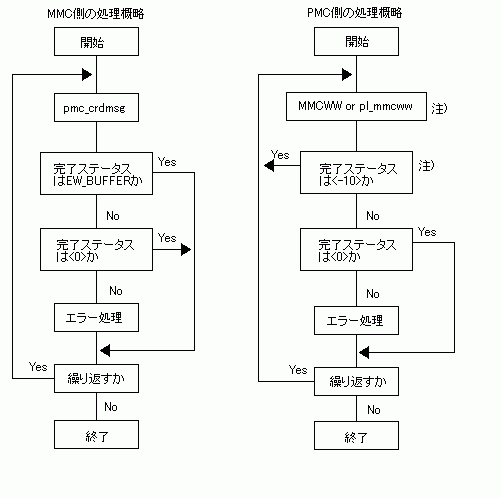 MMC側の処理概略
開始
pmc_crdmsg
完了ステータス
はEW_BUFFERか
Yes
No
完了ステータス
は<0>か
Yes
No
エラー処理
Yes
繰り返すか
No
終了
PMC側の処理概略
開始
MMCWW or pl_mmcww
注)
Yes
完了ステータス
は<-10>か
注)
No
完了ステータス
は<0>か
Yes
No
エラー処理
Yes
繰り返すか
No
終了